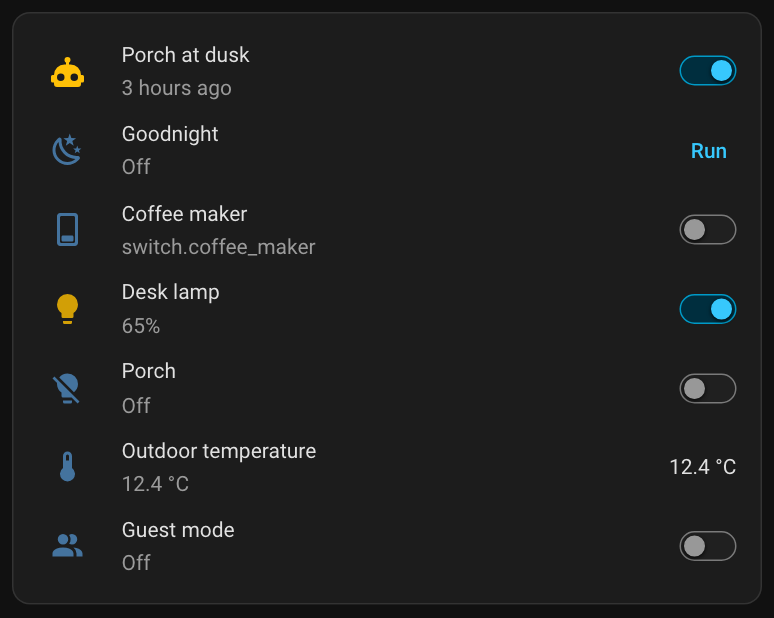 Porch at dusk
3 hours ago
Goodnight
Off
Run
Coffee maker
switch.coffee_maker
Desk lamp
65%
Porch
Off
Outdoor temperature
12.4 °C
12.4 °C
Guest mode
Off